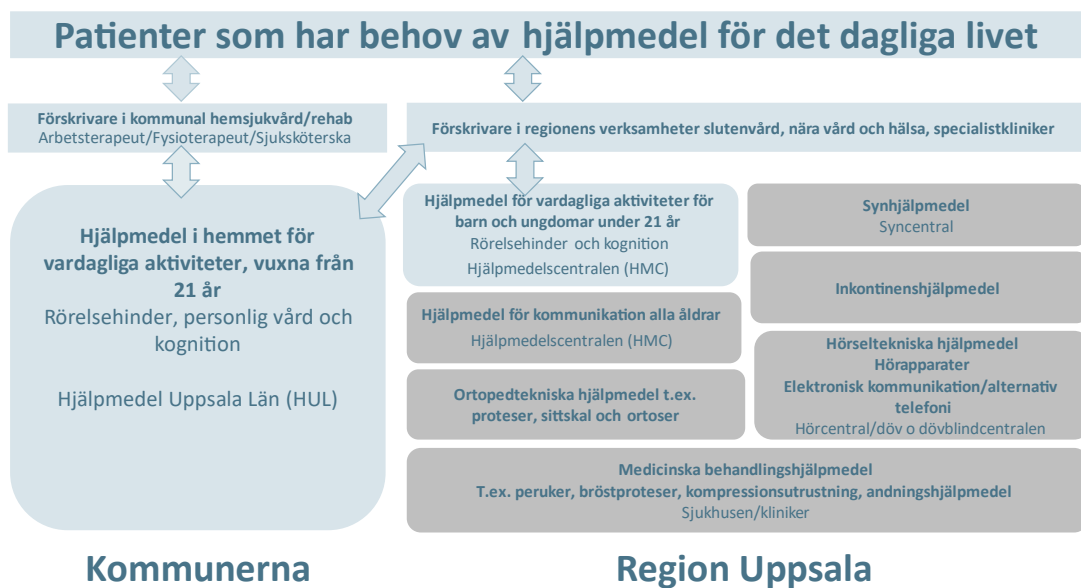 Patienter som har behov av hjälpmedel för det dagliga livet
Förskrivare i kommunal hemsjukvård/rehab
Arbetsterapeut/Fysioterapeut/Sjuksköterska
Förskrivare i regionens verksamheter slutenvård, nära vård och hälsa, specialistkliniker
Hjälpmedel i hemmet för
vardagliga aktiviteter, vuxna från
21 år
Rörelsehinder, personlig vård och
kognition
Hjälpmedel Uppsala Län (HUL)
Hjälpmedel för vardagliga aktiviteter för
barn och ungdomar under 21 år
Rörelsehinder och kognition
Hjälpmedelscentralen (HMC)
Synhjälpmedel
Syncentral
Inkontinenshjälpmedel
Hjälpmedel för kommunikation alla åldrar
Hjälpmedelscentralen (HMC)
Hörseltekniska hjälpmedel
Hörapparater
Elektronisk kommunikation/alternativ
telefoni
Hörcentral/döv o dövblindcentralen
Ortopedtekniska hjälpmedel t.ex.
proteser, sittskal och ortoser
Medicinska behandlingshjälpmedel
T.ex. peruker, bröstproteser, kompressionsutrustning, andningshjälpmedel
Sjukhusen/kliniker
Kommunerna
Region Uppsala